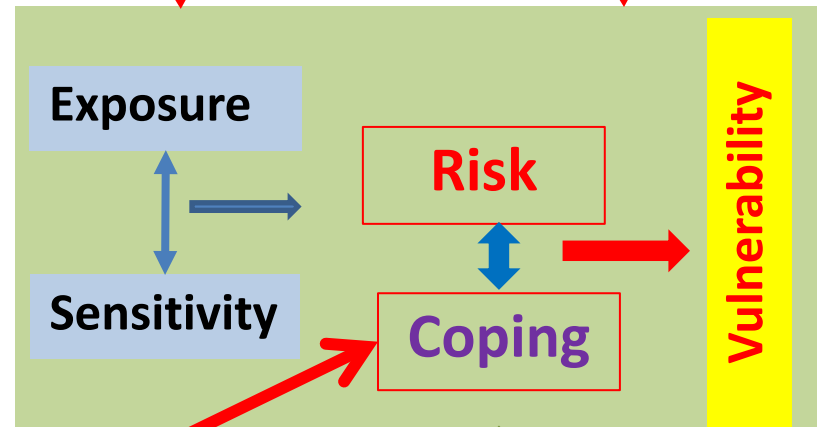 Exposure
Risk
Sensitivity
Coping
Vulnerability